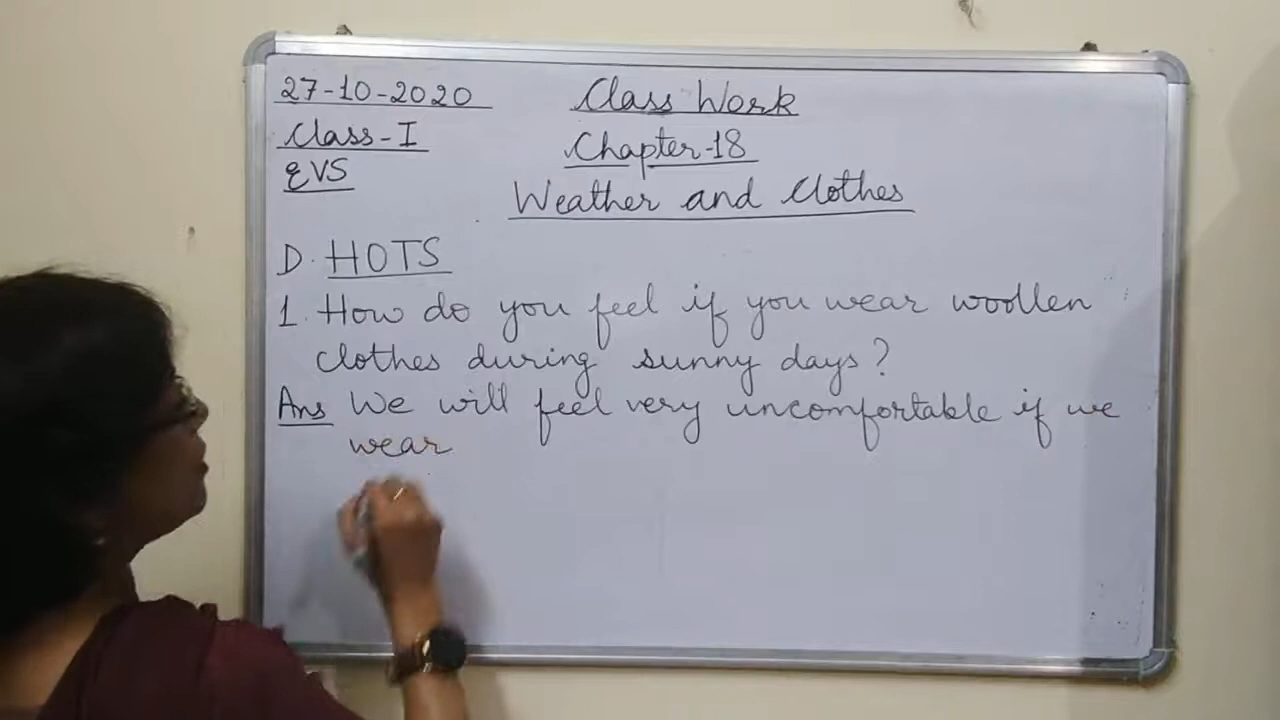 27-10-2020 Class Work
Class-I Chapter-18
EVS
Weather and Clothes
D. HOTS
1. How do you feel if you wear woollen
clothes during sunny days?
Ans We will feel very uncomfortable if we
wear